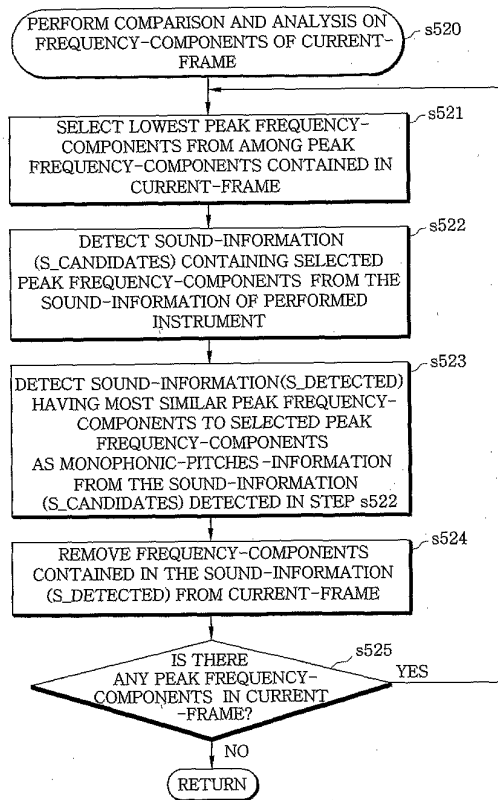 PERFORM COMPARISON AND ANALYSIS ON
FREQUENCY-COMPONENTS OF CURRENT-
FRAME
s520
SELECT LOWEST PEAK FREQUENCY-
COMPONENTS FROM AMONG PEAK
FREQUENCY-COMPONENTS CONTAINED IN
CURRENT-FRAME
s521
DETECT SOUND-INFORMATION
(S_CANDIDATES) CONTAINING SELECTED
PEAK FREQUENCY-COMPONENTS FROM THE
SOUND-INFORMATION OF PERFORMED
INSTRUMENT
s522
DETECT SOUND-INFORMATION(S_DETECTED)
HAVING MOST SIMILAR PEAK FREQUENCY-
COMPONENTS TO SELECTED PEAK
FREQUENCY-COMPONENTS
AS MONOPHONIC-PITCHES-INFORMATION
FROM THE SOUND-INFORMATION
(S_CANDIDATES) DETECTED IN STEP s522
s523
REMOVE FREQUENCY-COMPONENTS
CONTAINED IN THE SOUND-INFORMATION
(S_DETECTED) FROM CURRENT-FRAME
s524
IS THERE
ANY PEAK FREQUENCY-
COMPONENTS IN CURRENT
-FRAME?
s525
YES
NO
RETURN